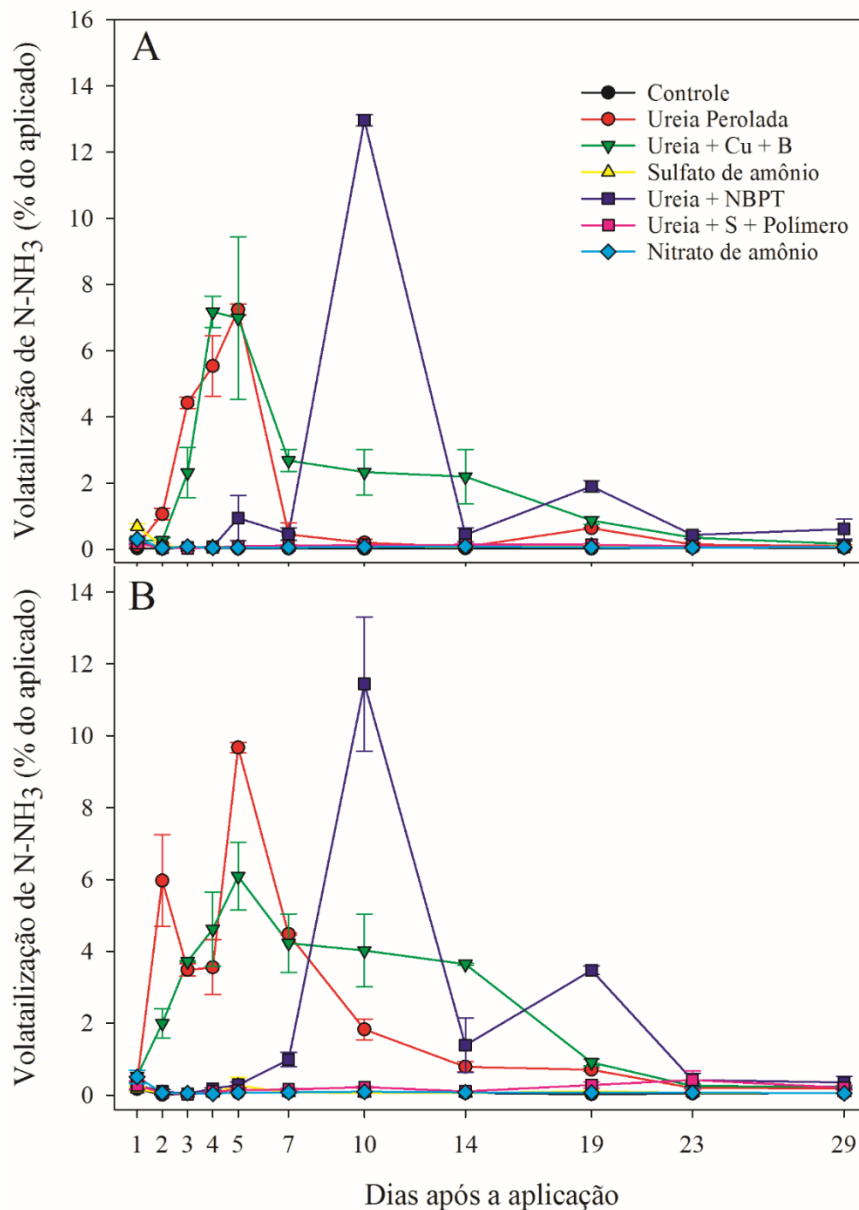 16
14
12
10
8
6
4
2
0
A
Volatailização de N-NH3 (% do aplicado)
Controle
Ureia Perolada
Ureia + Cu + B
Sulfato de amônio
Ureia + NBPT
Ureia + S + Polímero
Nitrato de amônio
14
12
10
8
6
4
2
0
B
Volatailização de N-NH3 (% do aplicado)
1 2 3 4 5 7 10 14 19 23 29
Dias após a aplicação